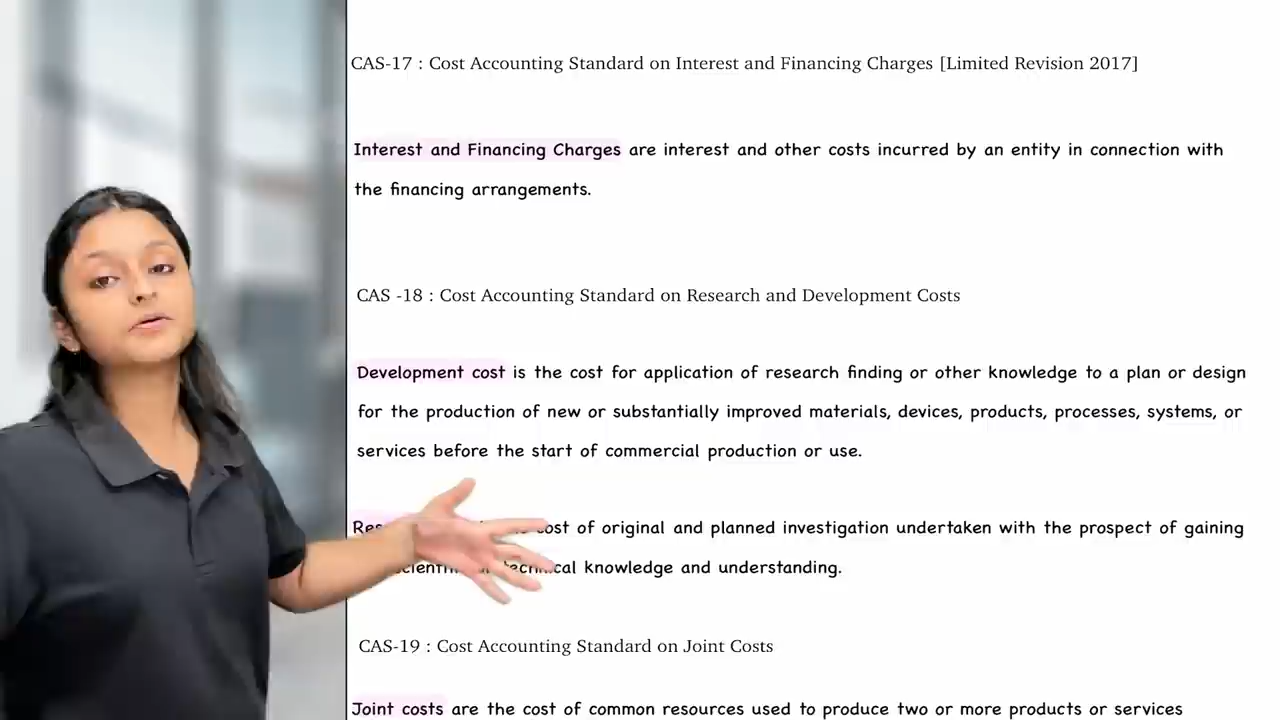 CAS-17 : Cost Accounting Standard on Interest and Financing Charges [Limited Revision 2017]
Interest and Financing Charges are interest and other costs incurred by an entity in connection with
the financing arrangements.
CAS -18 : Cost Accounting Standard on Research and Development Costs
Development cost is the cost for application of research finding or other knowledge to a plan or design
for the production of new or substantially improved materials, devices, products, processes, systems, or
services before the start of commercial production or use.
cost of original and planned investigation undertaken with the prospect of gaining
knowledge and understanding.
CAS-19 : Cost Accounting Standard on Joint Costs
Joint costs are the cost of common resources used to produce two or more products or services